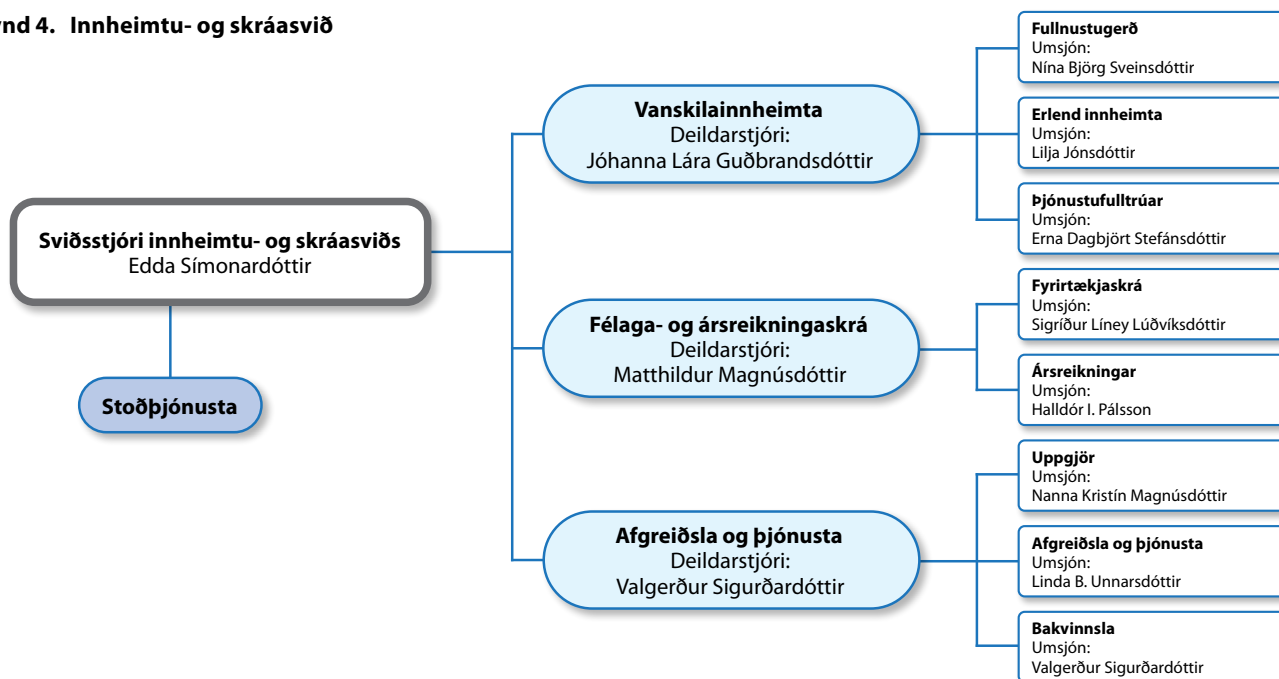 nd 4. Innheimtu- og skráasvið
Sviðsstjóri innheimtu- og skráasviðs
Edda Símonardóttir
Stoðþjónusta
Vanskilainnheimta
Deildarstjóri:
Jóhanna Lára Guðbrandsdóttir
Fullnustugerð
Umsjón:
Nína Björg Sveinsdóttir
Erlend innheimta
Umsjón:
Lilja Jónsdóttir
Þjónustufulltrúar
Umsjón:
Erna Dagbjört Stefánsdóttir
Félaga- og ársreikningaskrá
Deildarstjóri:
Matthildur Magnúsdóttir
Fyrirtækjaskrá
Umsjón:
Sigríður Líney Lúðvíksdóttir
Ársreikningar
Umsjón:
Halldór I. Pálsson
Afgreiðsla og þjónusta
Deildarstjóri:
Valgerður Sigurðardóttir
Uppgjör
Umsjón:
Nanna Kristín Magnúsdóttir
Afgreiðsla og þjónusta
Umsjón:
Linda B. Unnarsdóttir
Bakvinnsla
Umsjón:
Valgerður Sigurðardóttir